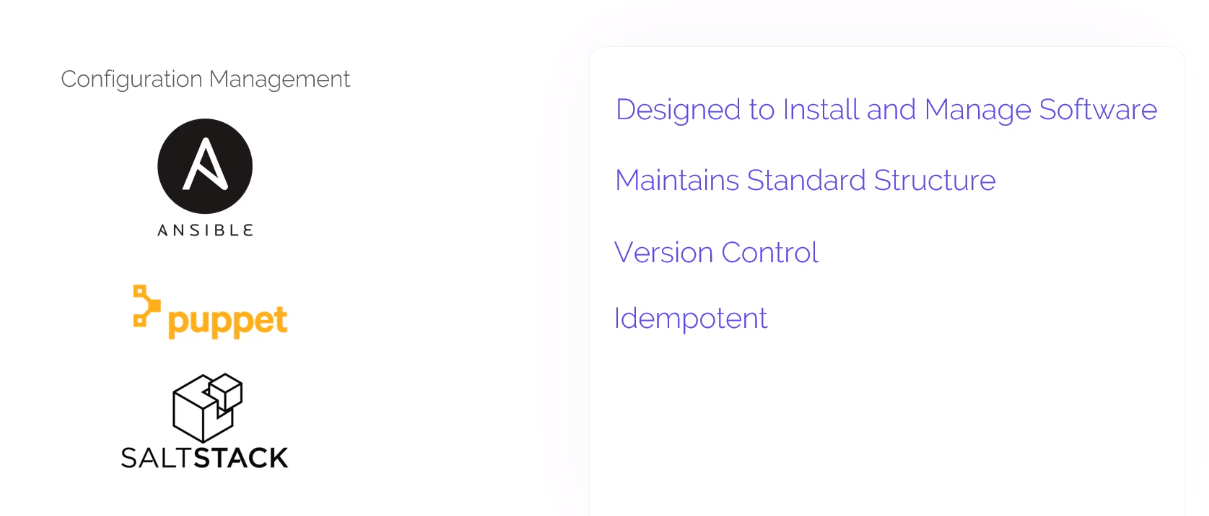 Configuration Management
ANSIBLE
puppet
SALTSTACK
Designed to Install and Manage Software
Maintains Standard Structure
Version Control
Idempotent